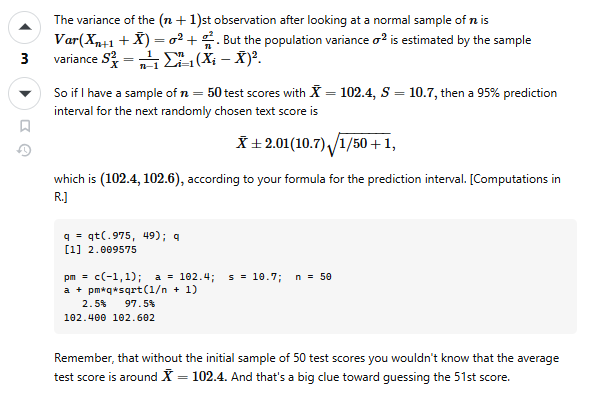 The variance of the (n + 1)st observation after looking at a normal sample of n is
Var(X_{n+1} + X̄) = σ² + σ²/n. But the population variance σ² is estimated by the sample
3
variance S²_X = 1/(n−1) ∑ⁿ_{i=1}(X_i − X̄)².
So if I have a sample of n = 50 test scores with X̄ = 102.4, S = 10.7, then a 95% prediction
interval for the next randomly chosen text score is
X̄ ± 2.01(10.7)√(1/50 + 1),
which is (102.4, 102.6), according to your formula for the prediction interval. [Computations in
R.]
q = qt(.975, 49); q
[1] 2.009575
pm = c(-1,1); a = 102.4; s = 10.7; n = 50
a + pm*q*sqrt(1/n + 1)
2.5% 97.5%
102.400 102.602
Remember, that without the initial sample of 50 test scores you wouldn't know that the average
test score is around X̄ = 102.4. And that's a big clue toward guessing the 51st score.